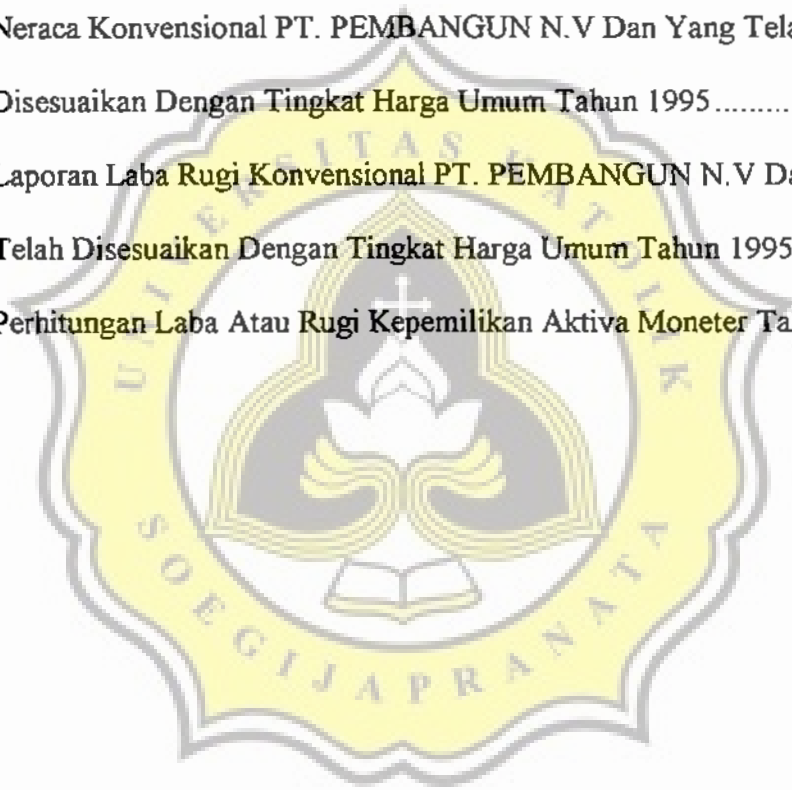 Neraca Konvensional PT. PEMBANGUN N.V Dan Yang Tela
Disesuaikan Dengan Tingkat Harga Umum Tahun 1995.........
Laporan Laba Rugi Konvensional PT. PEMBANGUN N.V Da
Telah Disesuaikan Dengan Tingkat Harga Umum Tahun 1995
Perhitungan Laba Atau Rugi Kepemilikan Aktiva Moneter Ta
UNIVERSITAS KATOLIK
SOEGIJAPRANATA